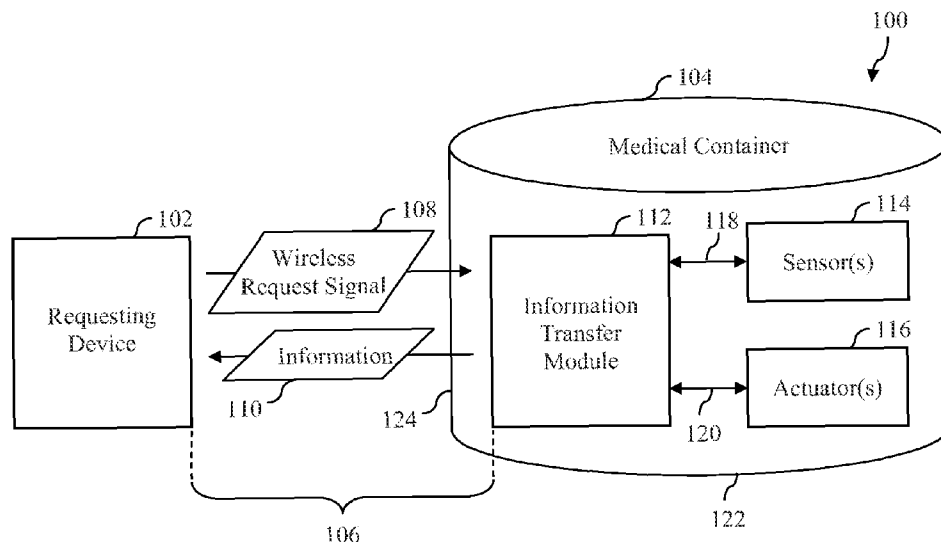 100
104
Medical Container
102
108
112
114
118
Wireless
Request Signal
Sensor(s)
Requesting
Device
Information
Transfer
Module
116
Information
Actuator(s)
110
124
120
106
122